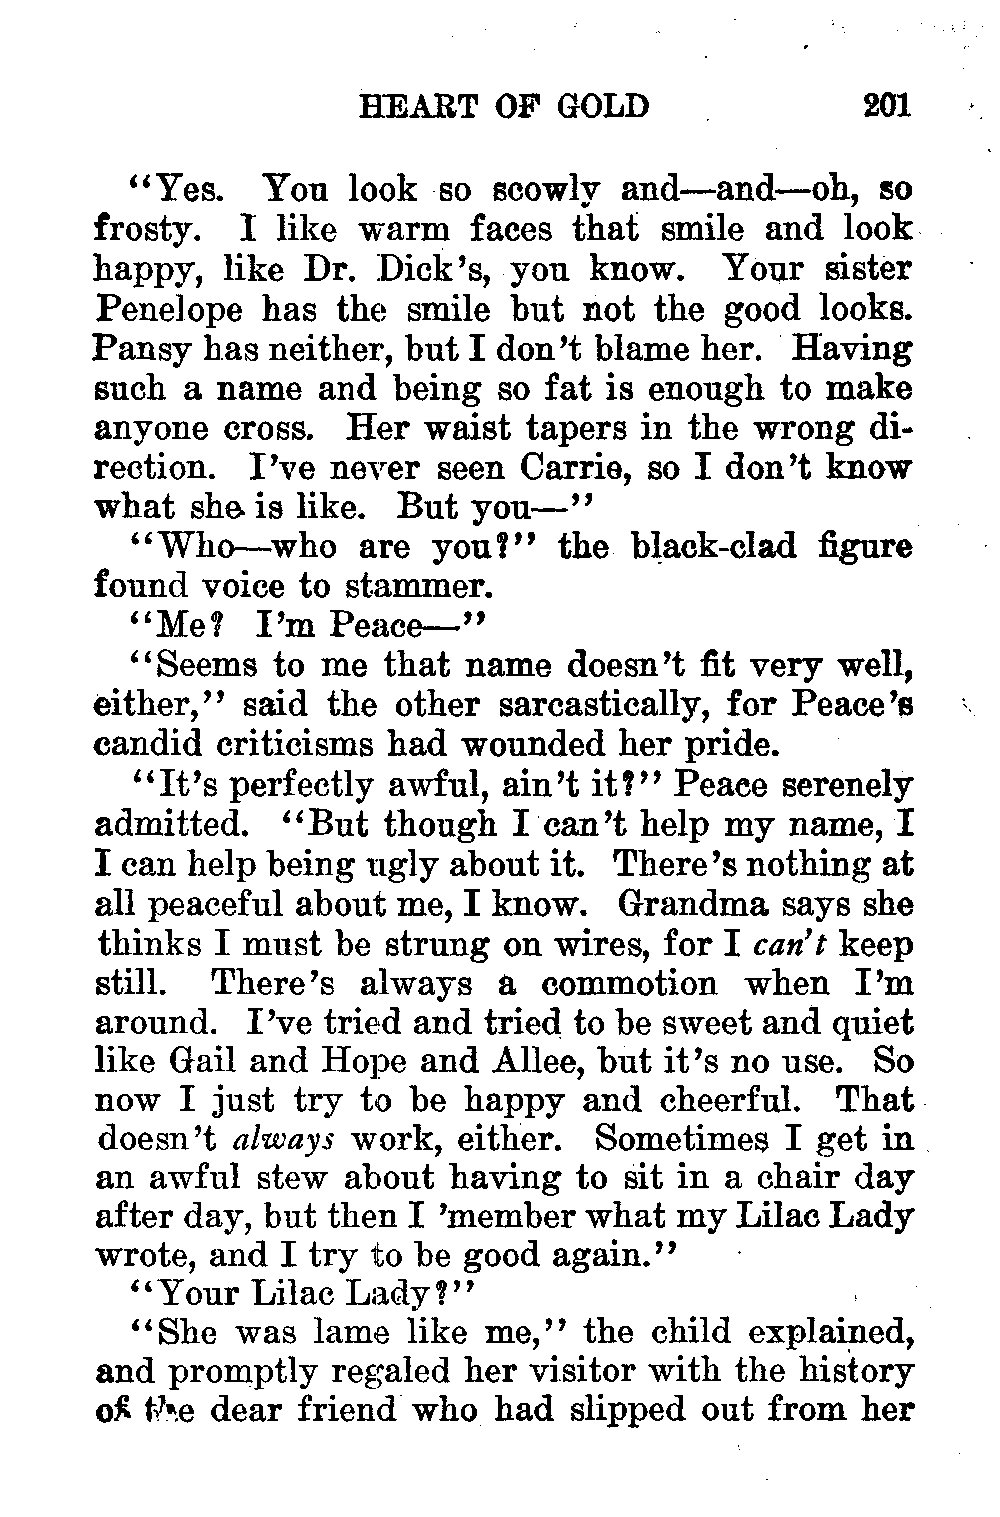 HEART OF GOLD 201
"Yes. You look so scowly and—and—oh, so
frosty. I like warm faces that smile and look
happy, like Dr. Dick's, you know. Your sister
Penelope has the smile but not the good looks.
Pansy has neither, but I don't blame her. Having
such a name and being so fat is enough to make
anyone cross. Her waist tapers in the wrong di-
rection. I've never seen Carrie, so I don't know
what she is like. But you—"
"Who—who are you?" the black-clad figure
found voice to stammer.
"Me? I'm Peace—"
"Seems to me that name doesn't fit very well,
either," said the other sarcastically, for Peace's
candid criticisms had wounded her pride.
"It's perfectly awful, ain't it?" Peace serenely
admitted. "But though I can't help my name, I
I can help being ugly about it. There's nothing at
all peaceful about me, I know. Grandma says she
thinks I must be strung on wires, for I can't keep
still. There's always a commotion when I'm
around. I've tried and tried to be sweet and quiet
like Gail and Hope and Allee, but it's no use. So
now I just try to be happy and cheerful. That
doesn't always work, either. Sometimes I get in
an awful stew about having to sit in a chair day
after day, but then I 'member what my Lilac Lady
wrote, and I try to be good again."
"Your Lilac Lady?"
"She was lame like me," the child explained,
and promptly regaled her visitor with the history
of the dear friend who had slipped out from her